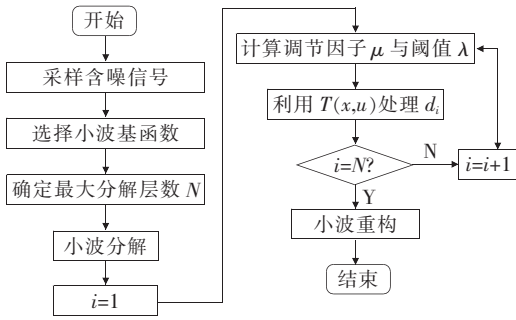 开始
采样含噪信号
选择小波基函数
确定最大分解层数 N
小波分解
i=1
计算调节因子 μ 与阈值 λ
利用 T(x,u) 处理 di
i=N?
N
i=i+1
Y
小波重构
结束